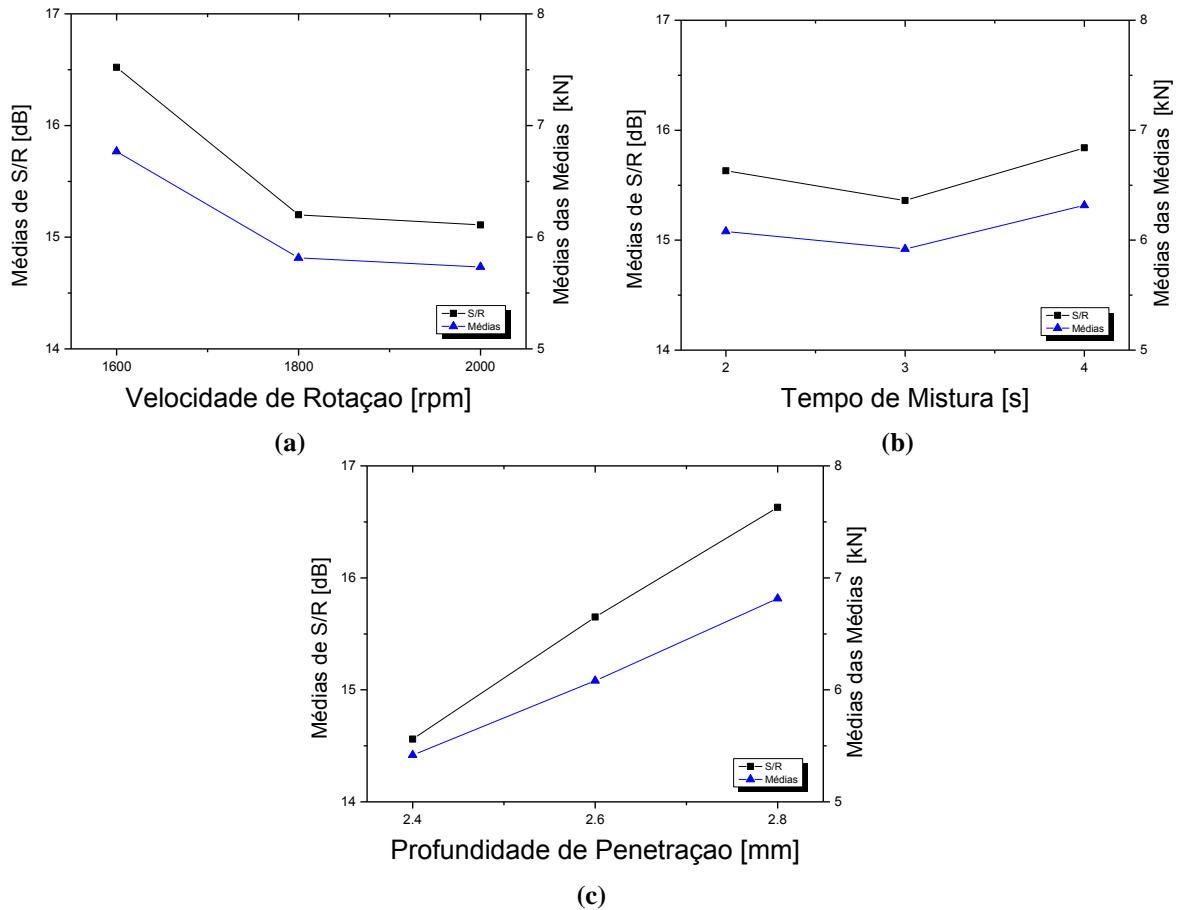 17
16
15
14
Médias de S/R [dB]
8
7
6
5
Médias das Médias [kN]
S/R
Médias
1600
1800
2000
Velocidade de Rotaçao [rpm]
(a)
17
16
15
14
Médias de S/R [dB]
8
7
6
5
Médias das Médias [kN]
S/R
Médias
2
3
4
Tempo de Mistura [s]
(b)
17
16
15
14
Médias de S/R [dB]
8
7
6
5
Médias das Médias [kN]
S/R
Médias
2.4
2.6
2.8
Profundidade de Penetraçao [mm]
(c)